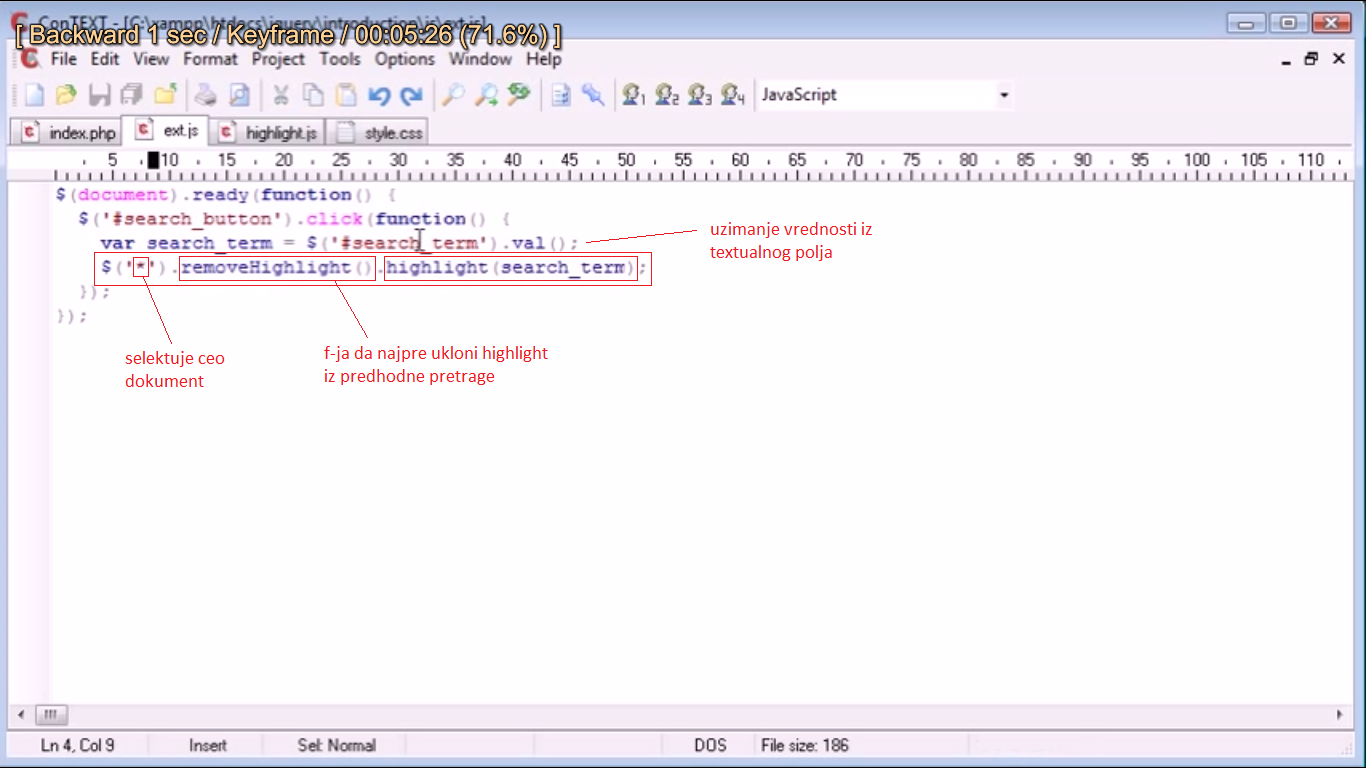 ConTEXT - [C:\xampp\htdocs\jquery\introduction\js\ext.js]
[ Backward 1 sec / Keyframe / 00:05:26 (71.6%) ]
File Edit View Format Project Tools Options Window Help
1 2 3 4 JavaScript
index.php ext.js highlight.js style.css
5 10 15 20 25 30 35 40 45 50 55 60 65 70 75 80 85 90 95 100 105 110
$(document).ready(function() {
$('#search_button').click(function() {
var search_term = $('#search_term').val();
$('*').removeHighlight().highlight(search_term);
});
});
uzimanje vrednosti iz
textualnog polja
selektuje ceo
dokument
f-ja da najpre ukloni highlight
iz predhodne pretrage
Ln 4, Col 9 Insert Sel: Normal DOS File size: 186